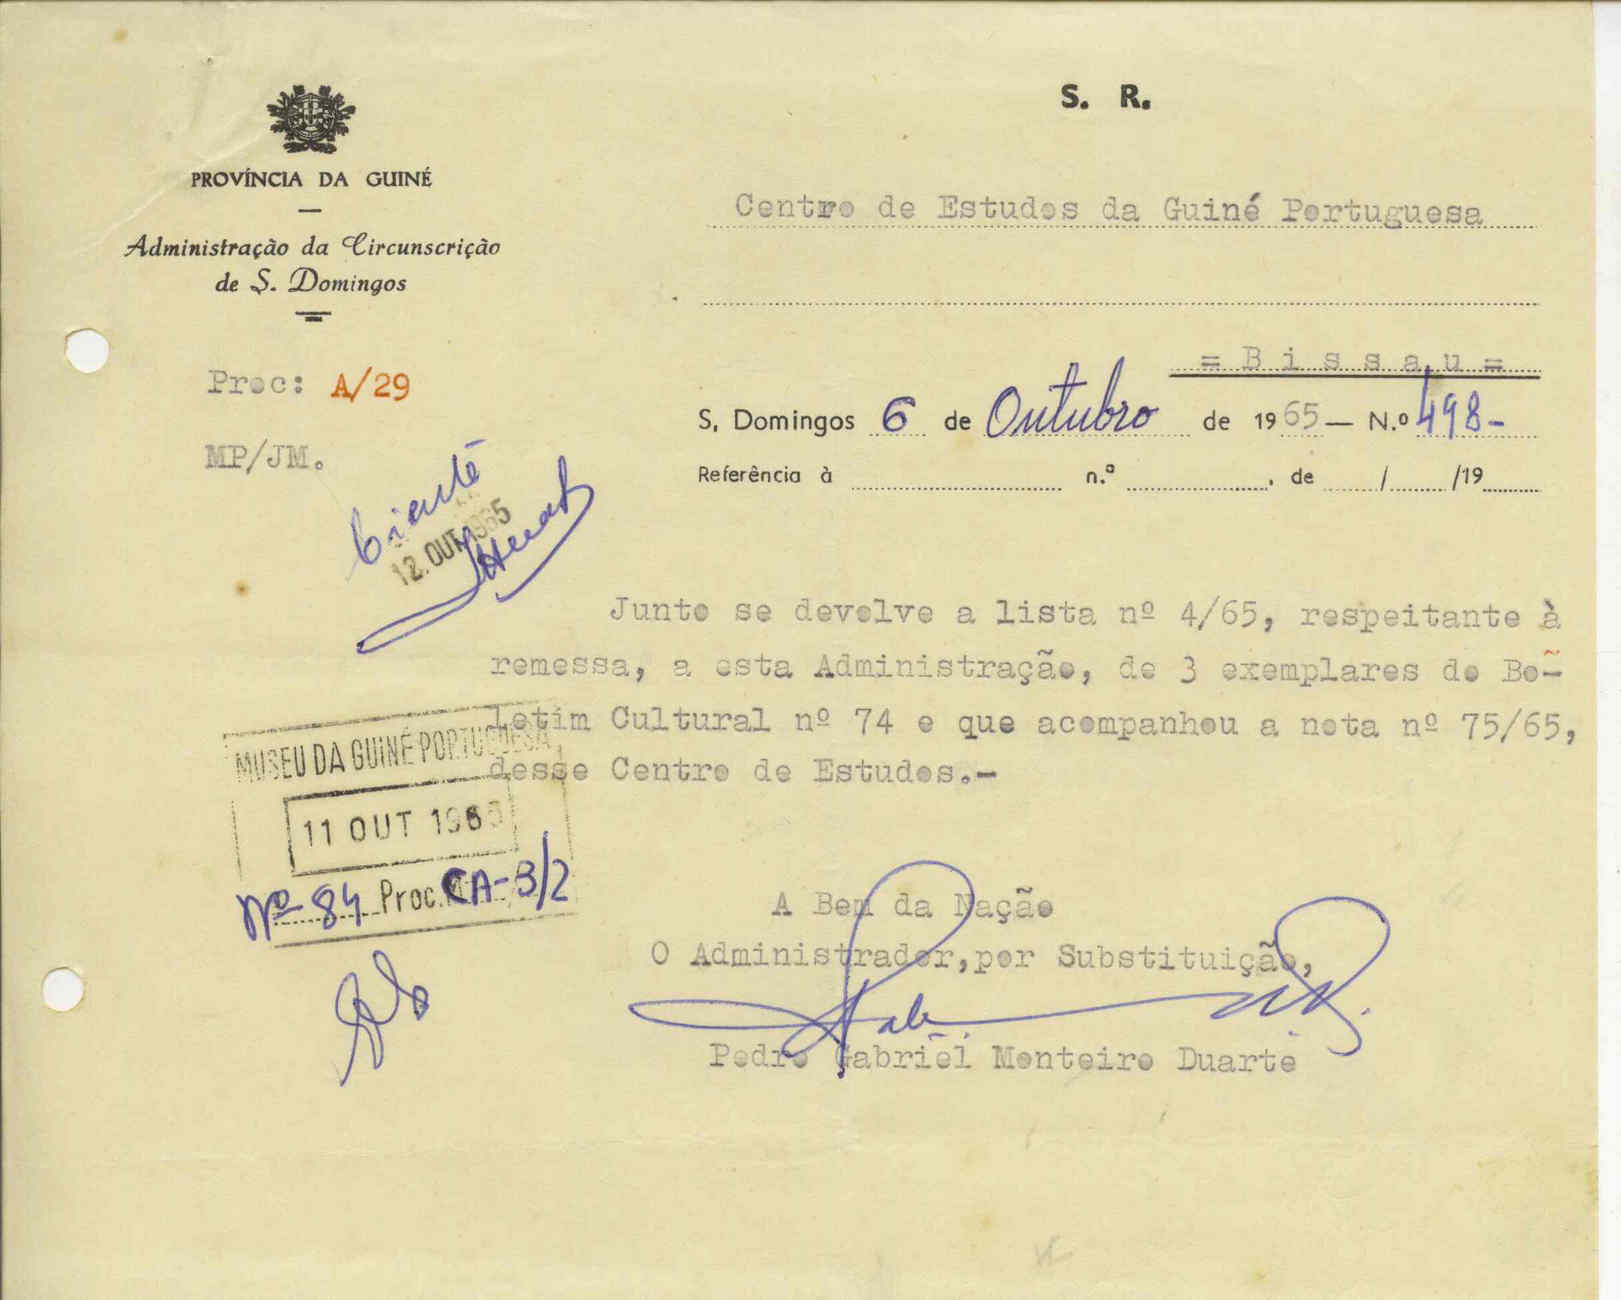 S. R.
PROVÍNCIA DA GUINÉ
Administração da Circunscrição
de S. Domingos
Centro de Estudos da Guiné Portuguesa
= B i s s a u =
Proc: A/29
MP/JM.
S. Domingos 6 de Outubro de 1965 — N.º 498-
Referência à n.º , de / /19
Ciente
12. OUT. 1965
Junto se devolve a lista nº 4/65, respeitante à
remessa, a esta Administração, de 3 exemplares do Bo-
letim Cultural nº 74 e que acompanhou a nota nº 75/65,
desse Centro de Estudos.-
MUSEU DA GUINÉ PORTUGUESA
11 OUT 1965
Nº 84 Proc. CA-3/2
A Bem da Nação
O Administrador,por Substituição,
Pedro Gabriel Monteiro Duarte